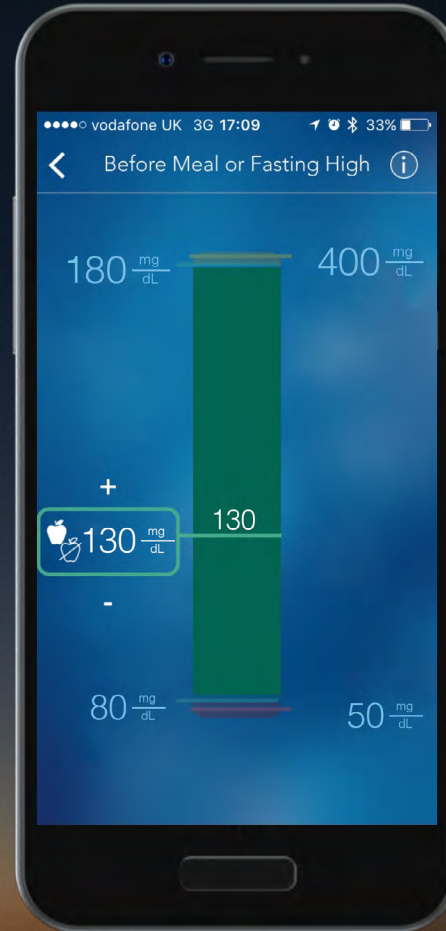 vodafone UK 3G 17:09 33%
Before Meal or Fasting High i
180 mg/dL 400 mg/dL
+
130 mg/dL 130
-
80 mg/dL 50 mg/dL